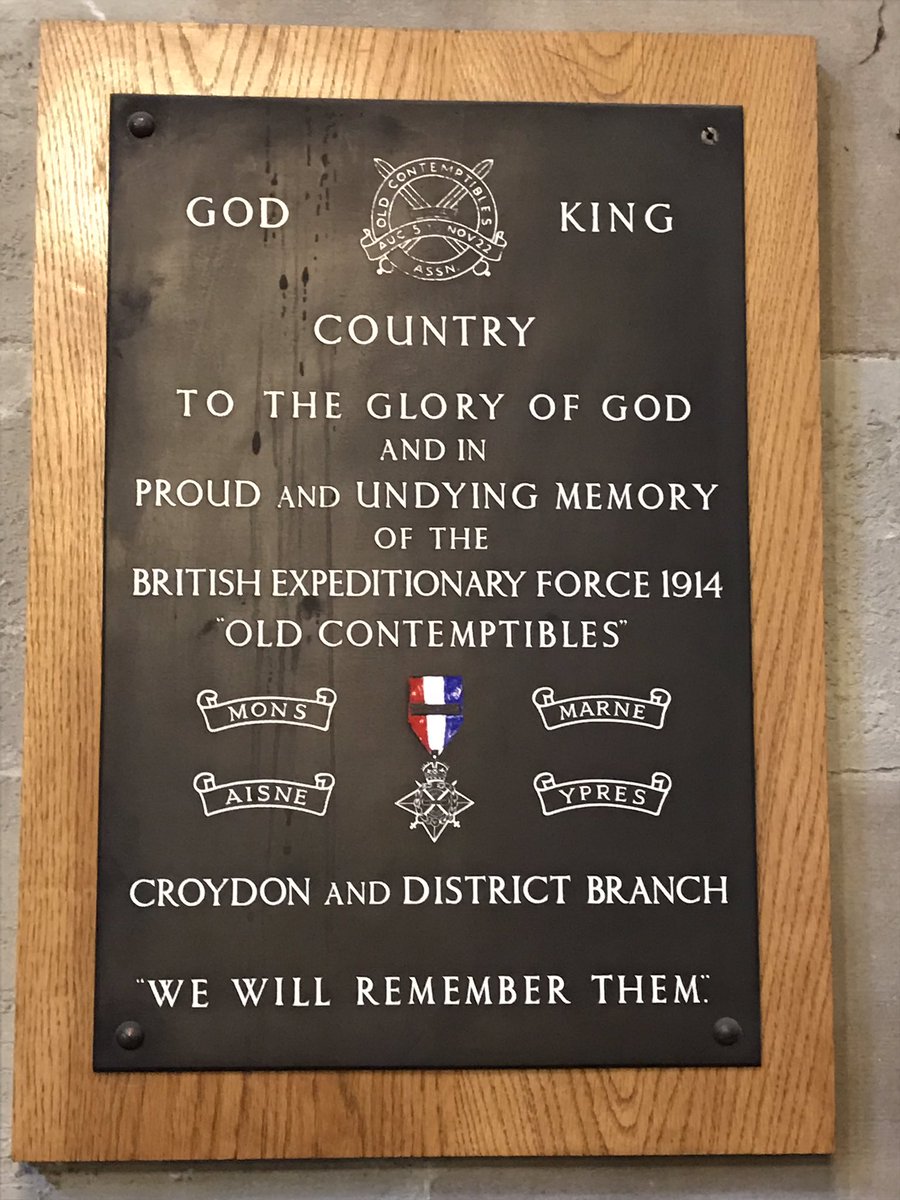 OLD CONTEMPTIBLES
GOD KING
AUG 5 NOV 22
ASSN.
COUNTRY
TO THE GLORY OF GOD
AND IN
PROUD AND UNDYING MEMORY
OF THE
BRITISH EXPEDITIONARY FORCE 1914
"OLD CONTEMPTIBLES"
MONS MARNE
AISNE YPRES
CROYDON AND DISTRICT BRANCH
"WE WILL REMEMBER THEM".